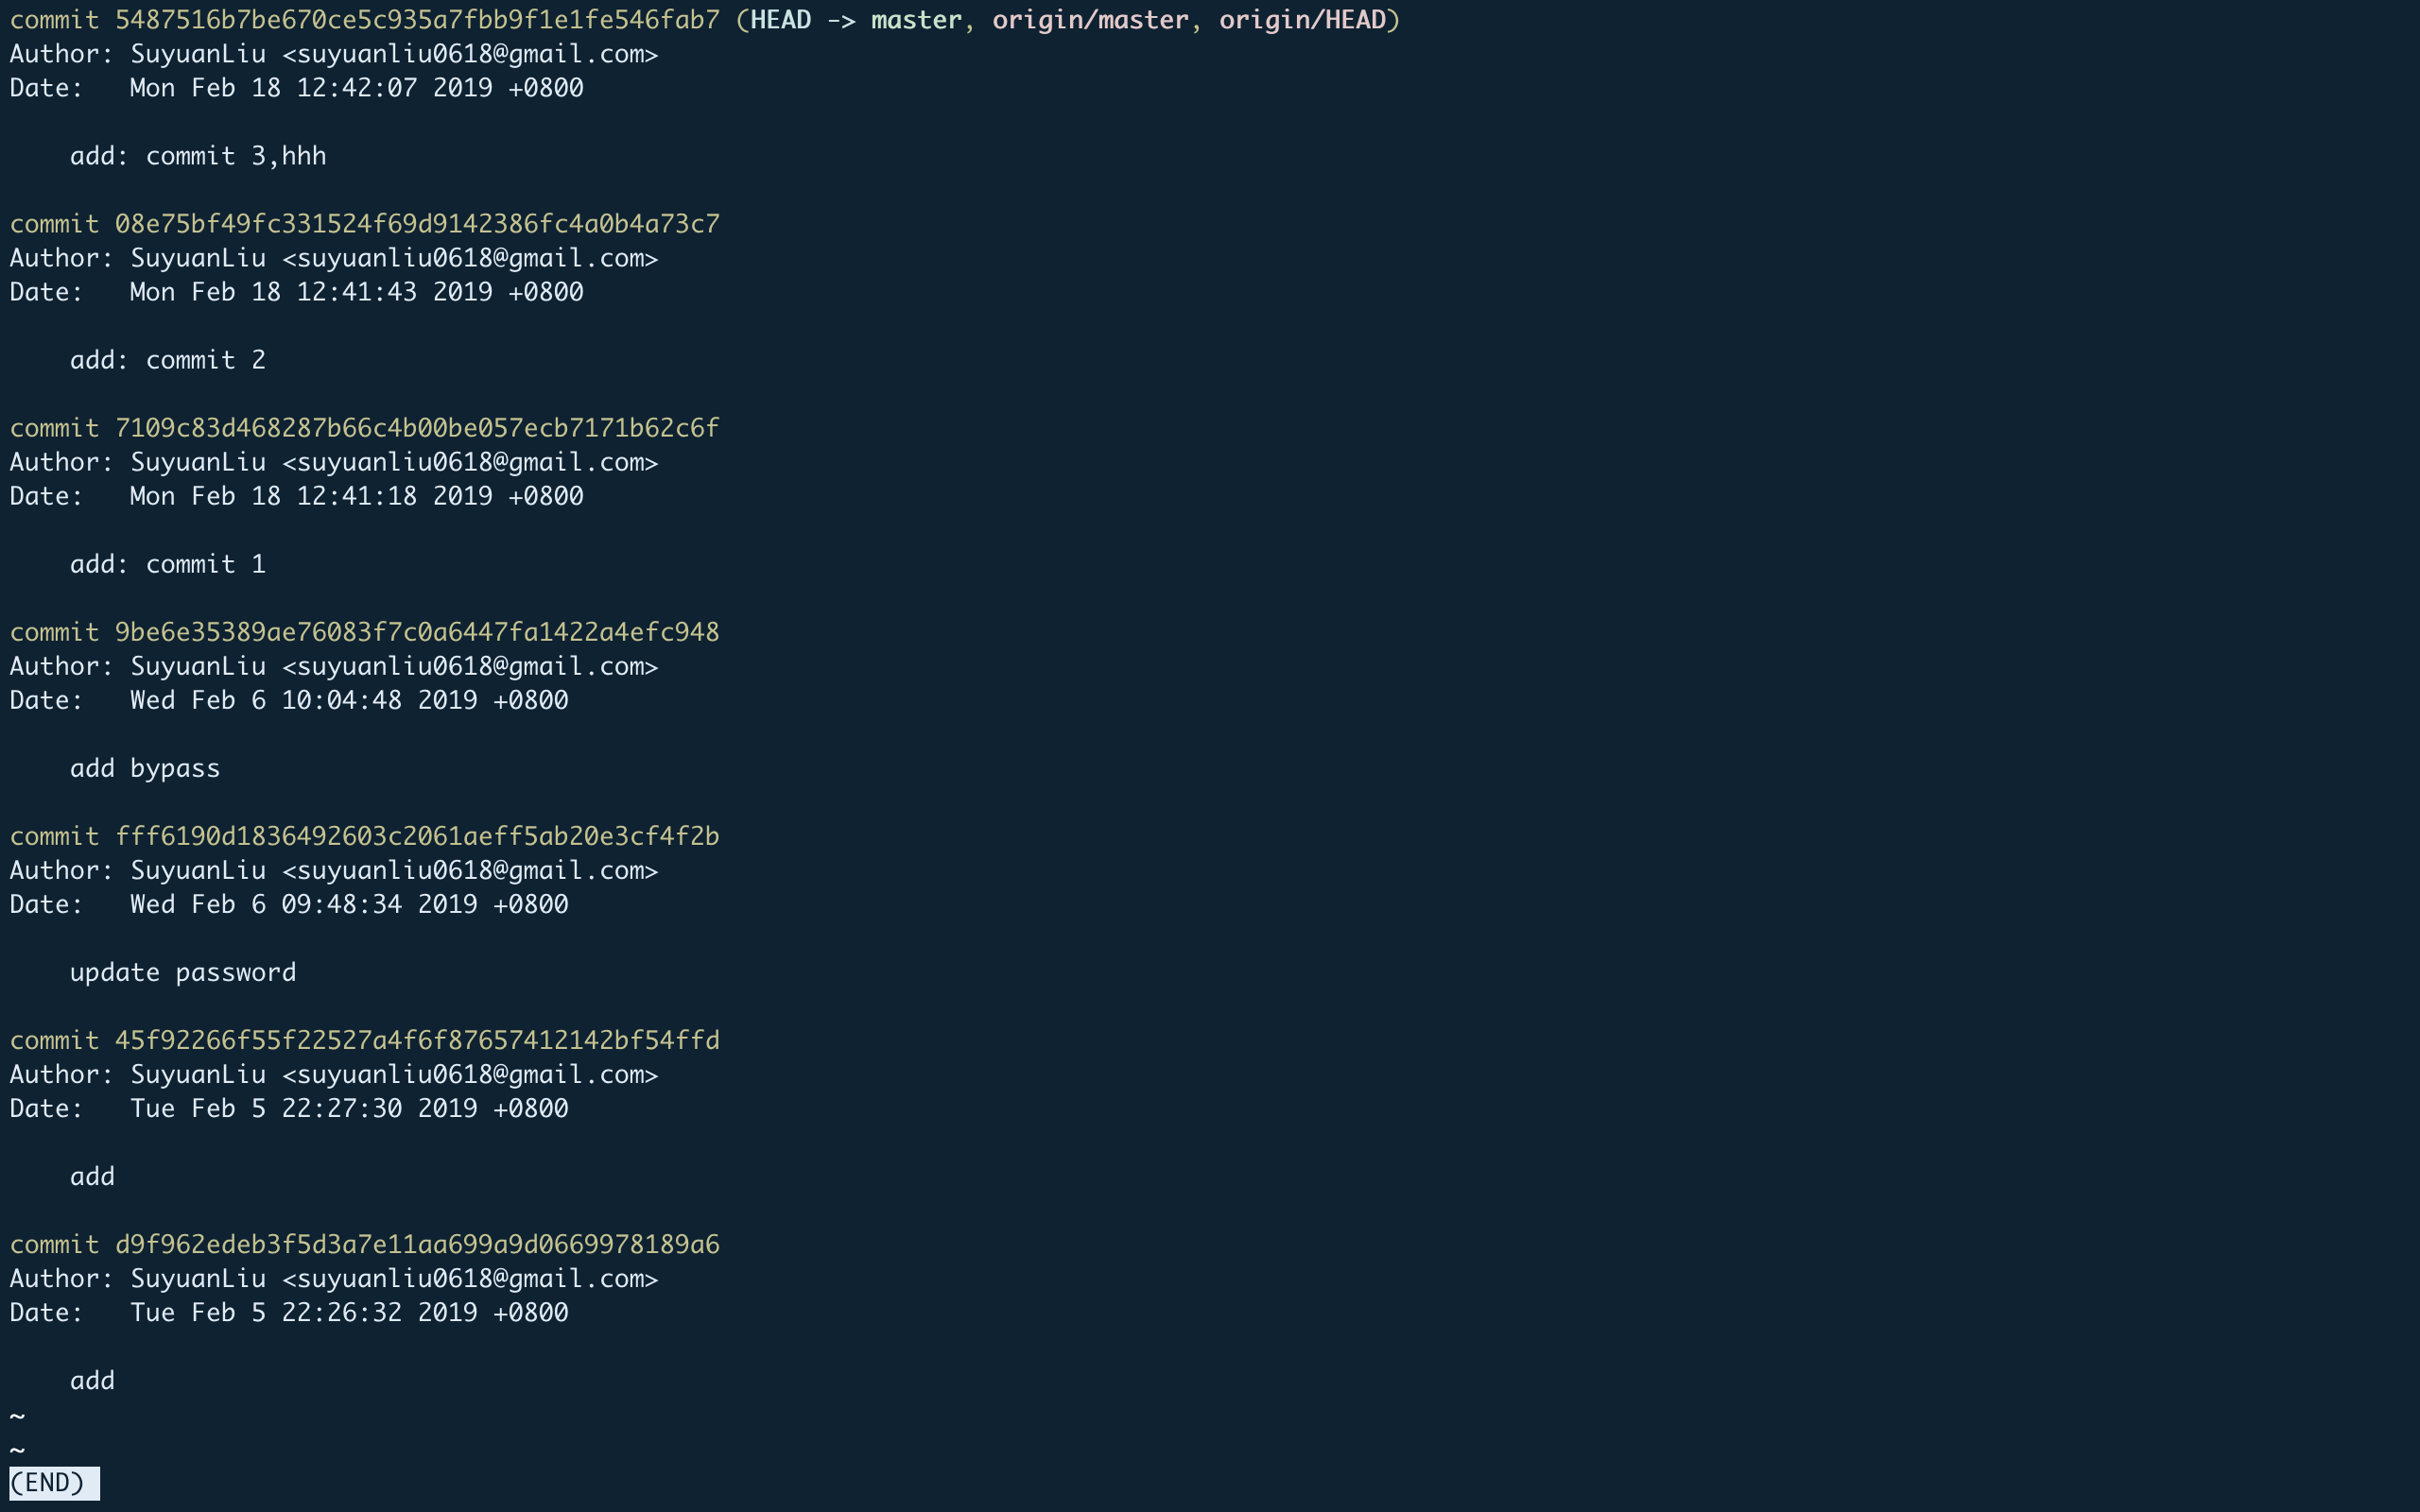 commit 5487516b7be670ce5c935a7fbb9f1e1fe546fab7 (HEAD -> master, origin/master, origin/HEAD)
Author: SuyuanLiu <suyuanliu0618@gmail.com>
Date:   Mon Feb 18 12:42:07 2019 +0800
    add: commit 3,hhh
commit 08e75bf49fc331524f69d9142386fc4a0b4a73c7
Author: SuyuanLiu <suyuanliu0618@gmail.com>
Date:   Mon Feb 18 12:41:43 2019 +0800
    add: commit 2
commit 7109c83d468287b66c4b00be057ecb7171b62c6f
Author: SuyuanLiu <suyuanliu0618@gmail.com>
Date:   Mon Feb 18 12:41:18 2019 +0800
    add: commit 1
commit 9be6e35389ae76083f7c0a6447fa1422a4efc948
Author: SuyuanLiu <suyuanliu0618@gmail.com>
Date:   Wed Feb 6 10:04:48 2019 +0800
    add bypass
commit fff6190d1836492603c2061aeff5ab20e3cf4f2b
Author: SuyuanLiu <suyuanliu0618@gmail.com>
Date:   Wed Feb 6 09:48:34 2019 +0800
    update password
commit 45f92266f55f22527a4f6f87657412142bf54ffd
Author: SuyuanLiu <suyuanliu0618@gmail.com>
Date:   Tue Feb 5 22:27:30 2019 +0800
    add
commit d9f962edeb3f5d3a7e11aa699a9d0669978189a6
Author: SuyuanLiu <suyuanliu0618@gmail.com>
Date:   Tue Feb 5 22:26:32 2019 +0800
    add
~
~
(END)